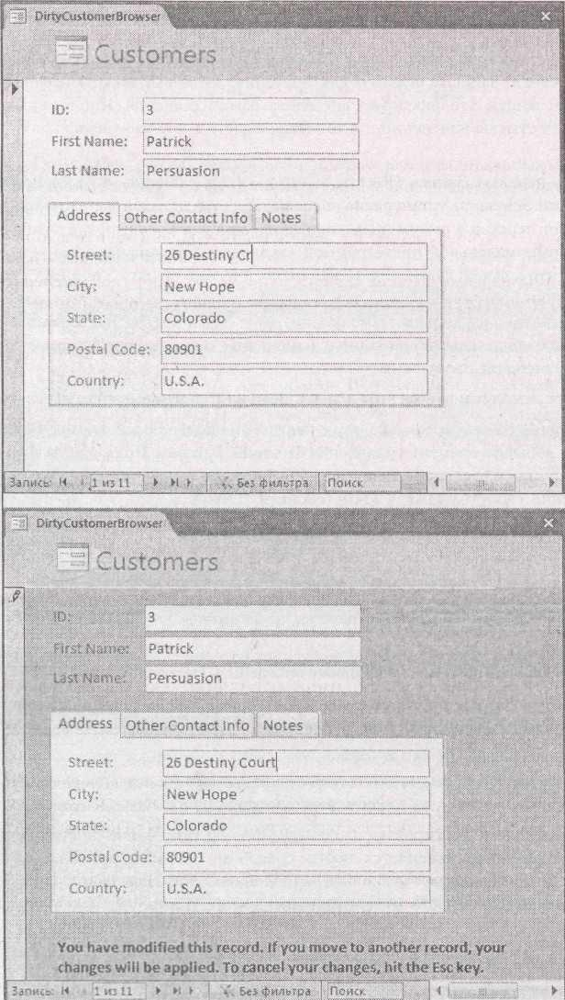 DirtyCustomerBrowser
Customers
ID: 3
First Name: Patrick
Last Name: Persuasion
Address Other Contact Info Notes
Street: 26 Destiny Cr
City: New Hope
State: Colorado
Postal Code: 80901
Country: U.S.A.
Запись: 1 из 11 Без фильтра Поиск
DirtyCustomerBrowser
Customers
ID: 3
First Name: Patrick
Last Name: Persuasion
Address Other Contact Info Notes
Street: 26 Destiny Court
City: New Hope
State: Colorado
Postal Code: 80901
Country: U.S.A.
You have modified this record. If you move to another record, your
changes will be applied. To cancel your changes, hit the Esc key.
Запись: 1 из 11 Без фильтра Поиск